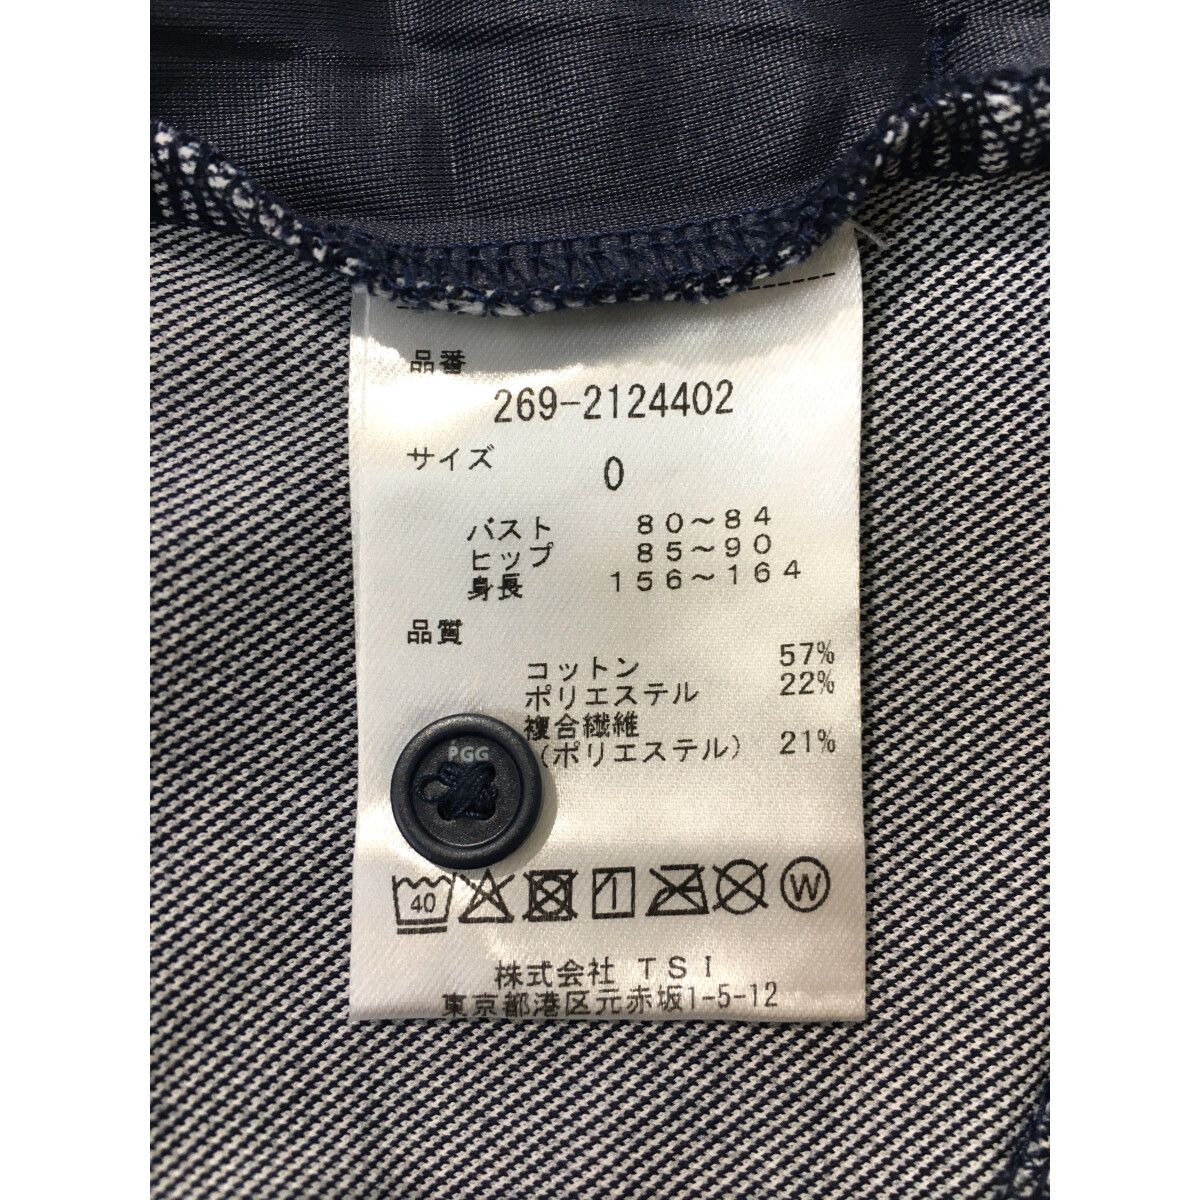 品番
269-2124402
サイズ 0
バスト 80～84
ヒップ 85～90
身長 156～164
品質
コットン 57%
ポリエステル 22%
複合繊維
(ポリエステル) 21%
PGG
40 1 W
株式会社 TSI
東京都港区元赤坂1-5-12